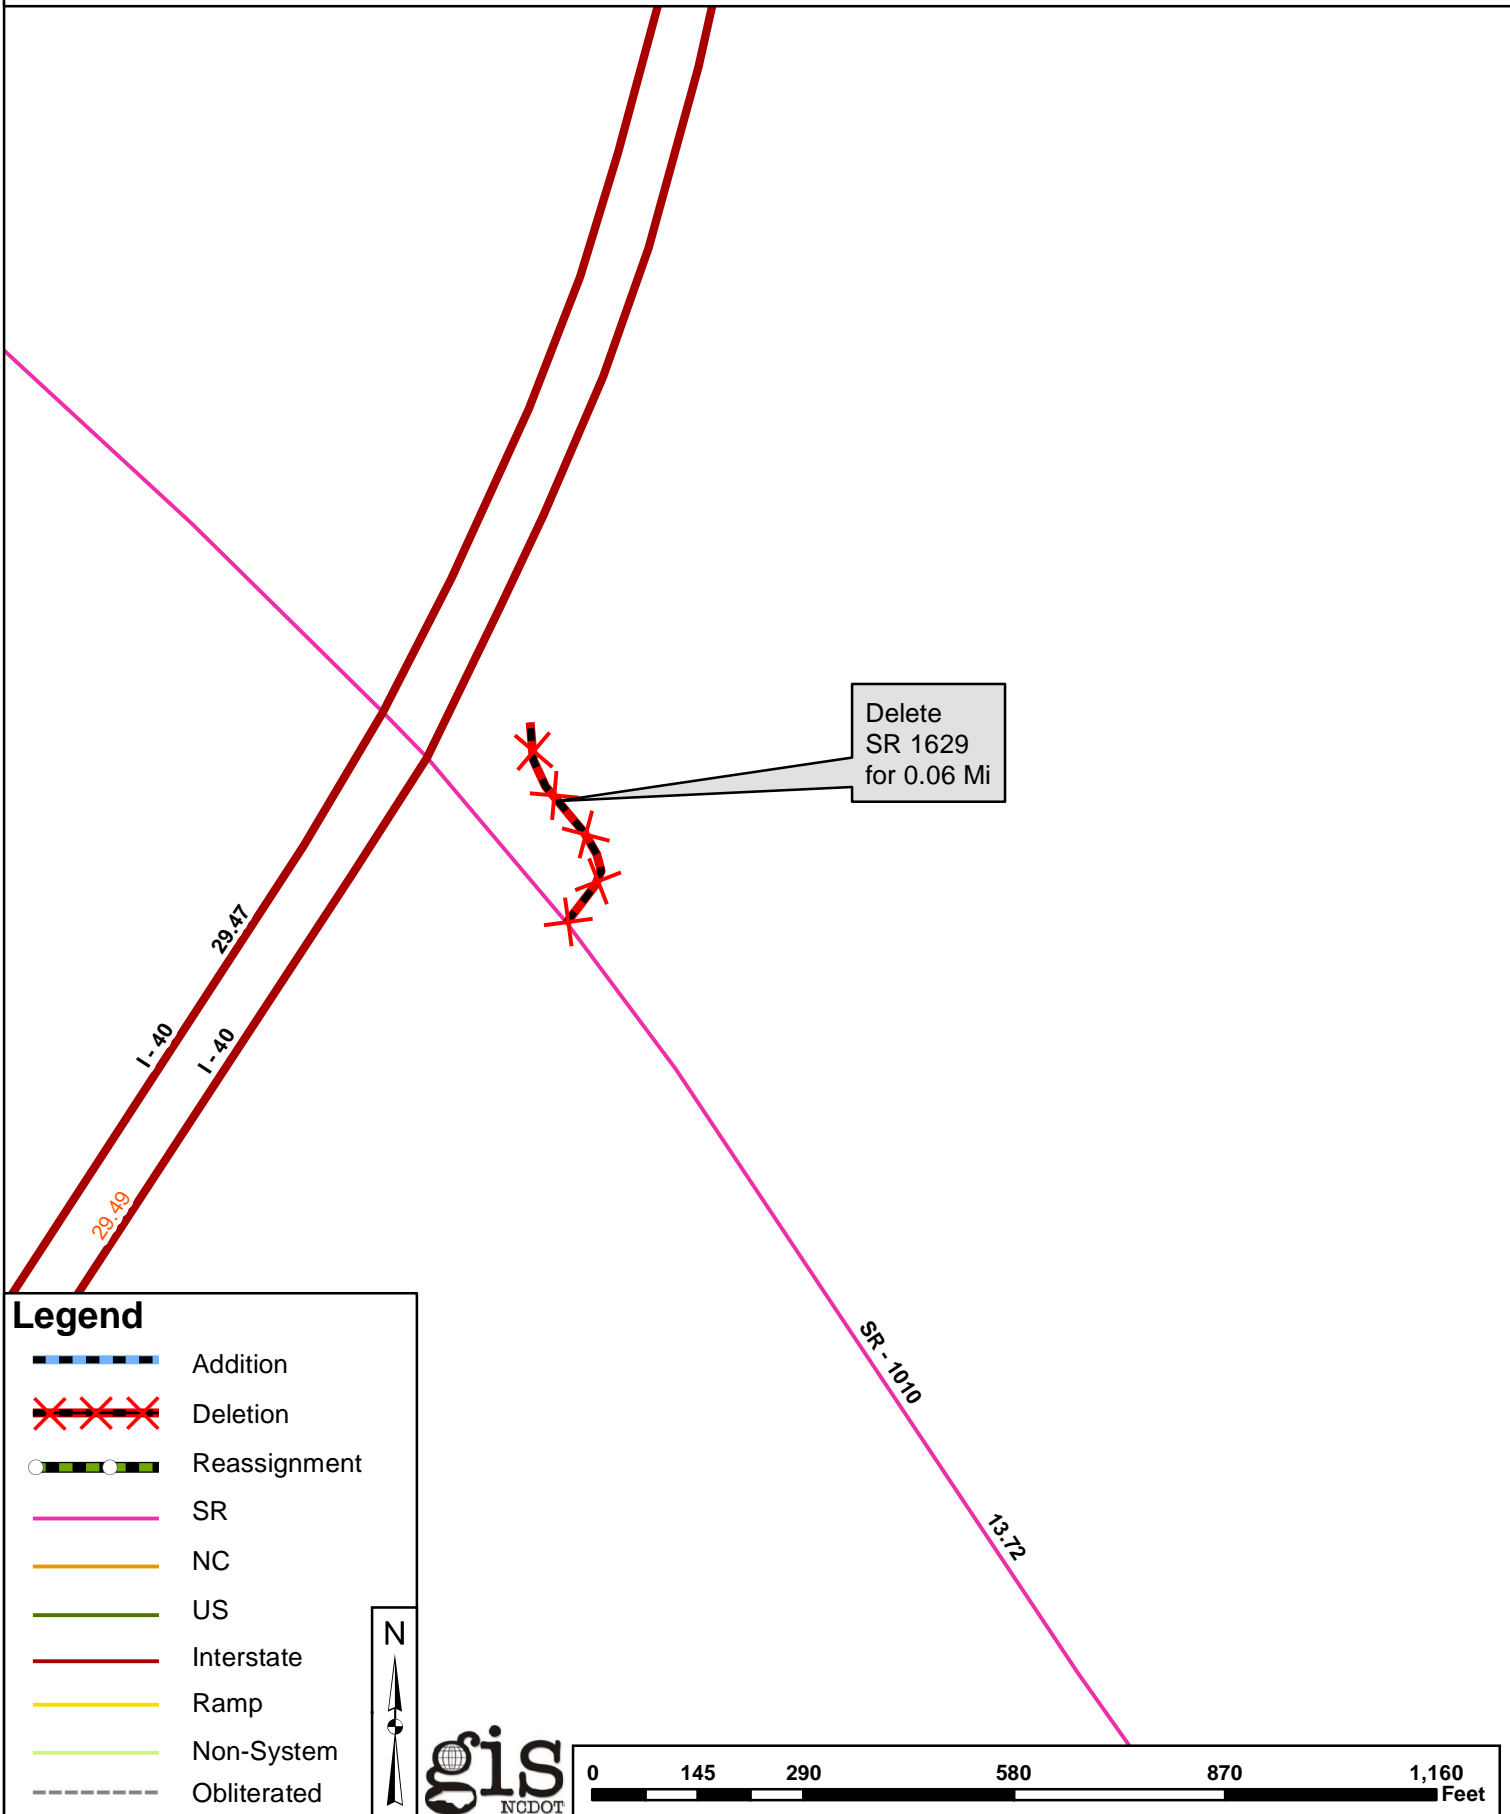 Delete
SR 1629
for 0.06 Mi
29.47
I - 40
I - 40
29.49
SR - 1010
13.72
Legend
Addition
Deletion
Reassignment
SR
NC
US
Interstate
Ramp
Non-System
Obliterated
N
gis
NCDOT
0 145 290 580 870 1,160
Feet